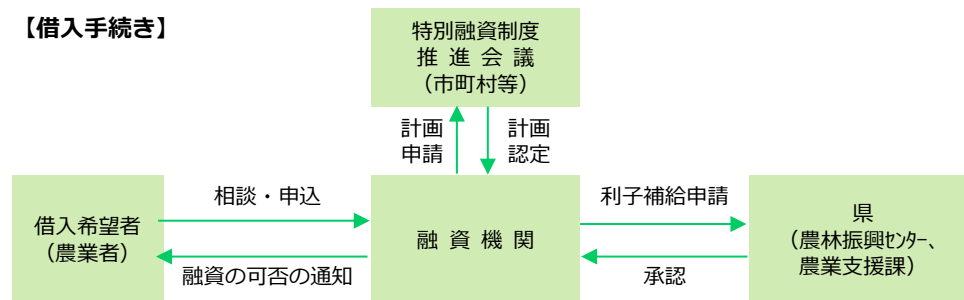 【借入手続き】
特別融資制度
推進会議
（市町村等）
計画
申請
計画
認定
相談・申込
利子補給申請
借入希望者
（農業者）
融資機関
県
（農林振興ｾﾝﾀｰ、
農業支援課）
融資の可否の通知
承認